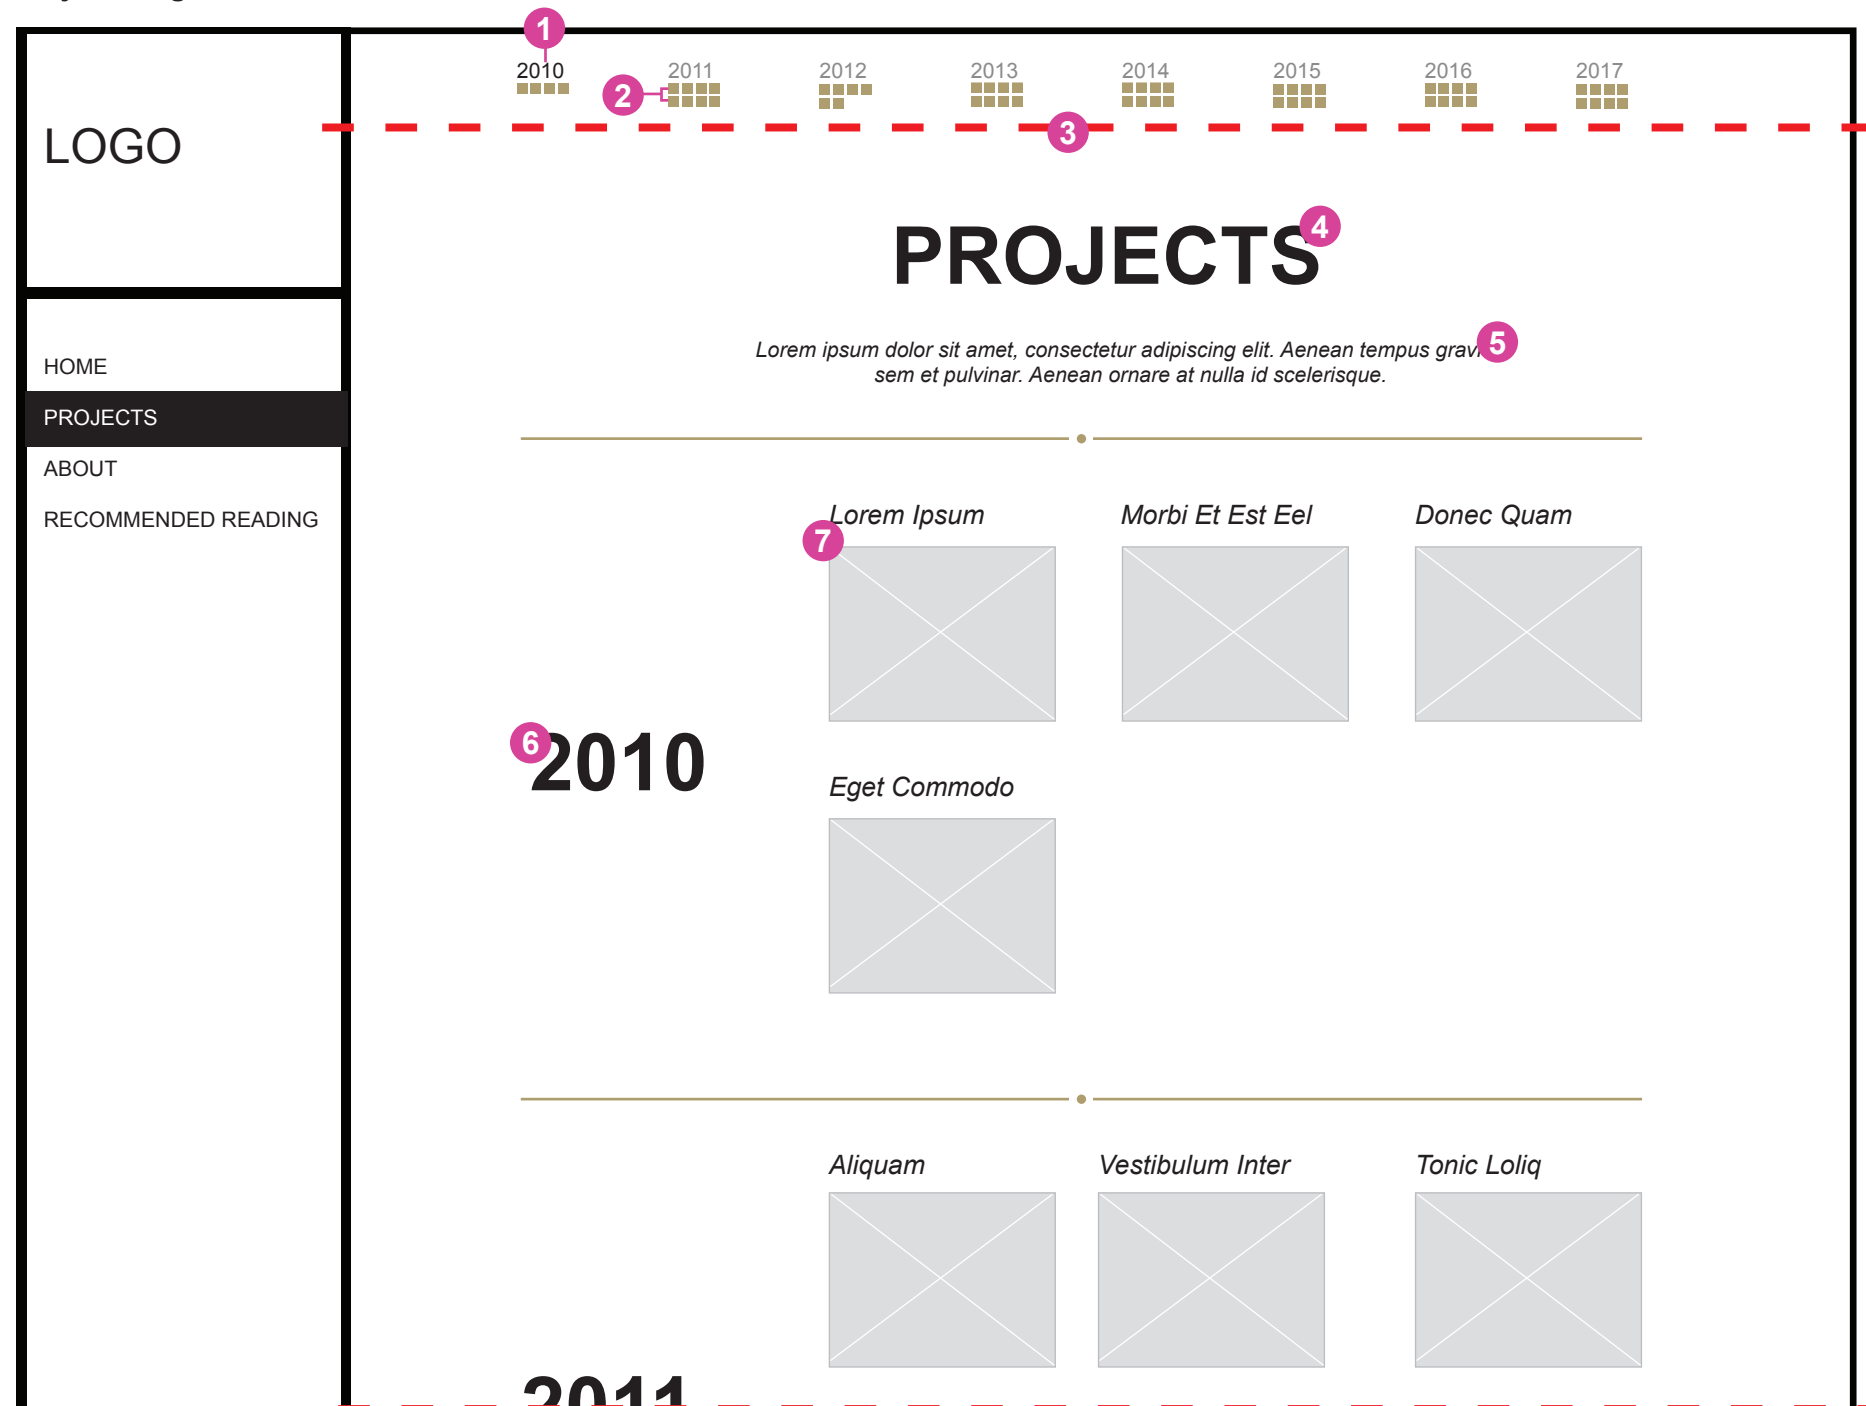 1
2010 2011 2012 2013 2014 2015 2016 2017
2
3
LOGO
PROJECTS 4
Lorem ipsum dolor sit amet, consectetur adipiscing elit. Aenean tempus 5
sem et pulvinar. Aenean ornare at nulla id scelerisque.
HOME
PROJECTS
ABOUT
RECOMMENDED READING
Lorem Ipsum Morbi Et Est Eel Donec Quam
7
6
2010
Eget Commodo
Aliquam Vestibulum Inter Tonic Loliq
2011